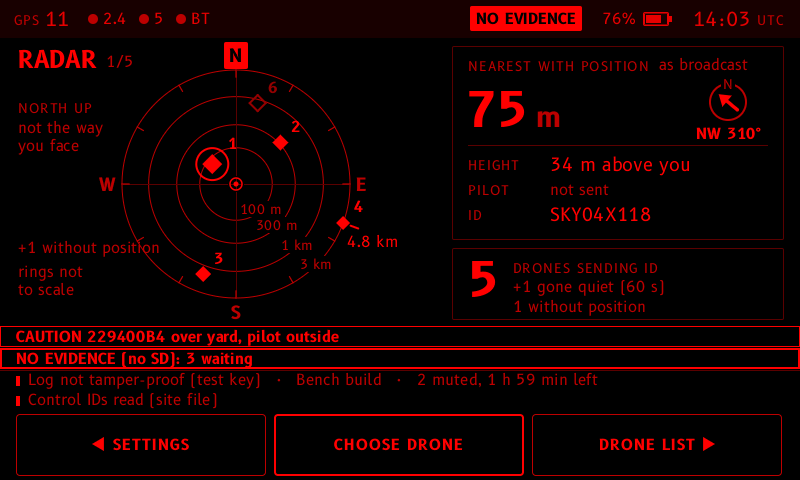 GPS 11 2.4 5 BT NO EVIDENCE 76% 14:03 UTC
RADAR 1/5
N
NORTH UP
not the way
you face
6
2
1
W
E
4
4.8 km
100 m
300 m
1 km
3 km
+1 without position
3
rings not
to scale
S
NEAREST WITH POSITION as broadcast
75 m
N
NW 310°
HEIGHT 34 m above you
PILOT not sent
ID SKY04X118
5 DRONES SENDING ID
+1 gone quiet [60 s]
1 without position
CAUTION 229400B4 over yard, pilot outside
NO EVIDENCE [no SD]: 3 waiting
Log not tamper-proof [test key] · Bench build · 2 muted, 1 h 59 min left
Control IDs read [site file]
◀ SETTINGS
CHOOSE DRONE
DRONE LIST ▶